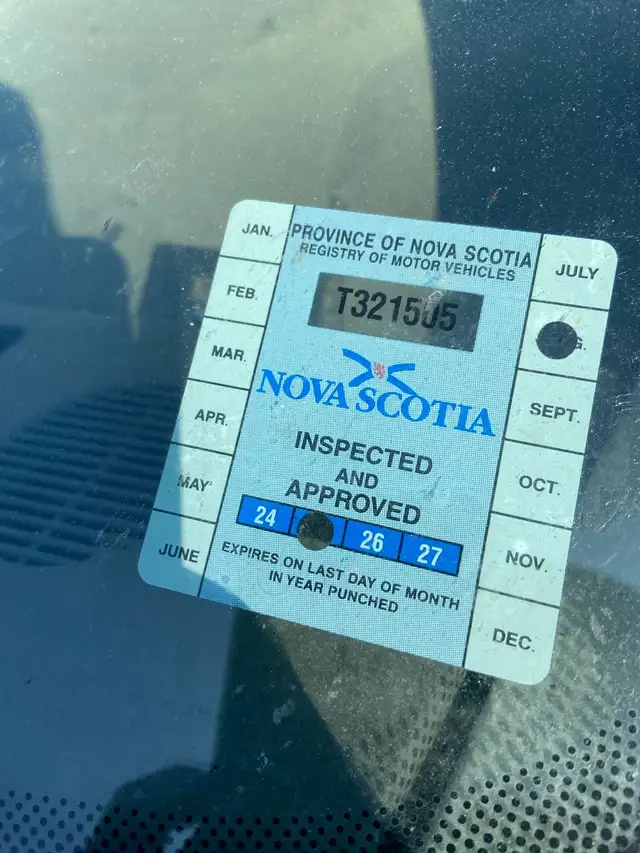 JAN.
FEB.
MAR.
APR.
MAY
JUNE
PROVINCE OF NOVA SCOTIA
REGISTRY OF MOTOR VEHICLES
T321505
NOVA SCOTIA
INSPECTED
AND
APPROVED
24 26 27
EXPIRES ON LAST DAY OF MONTH
IN YEAR PUNCHED
JULY
SEPT.
OCT.
NOV.
DEC.